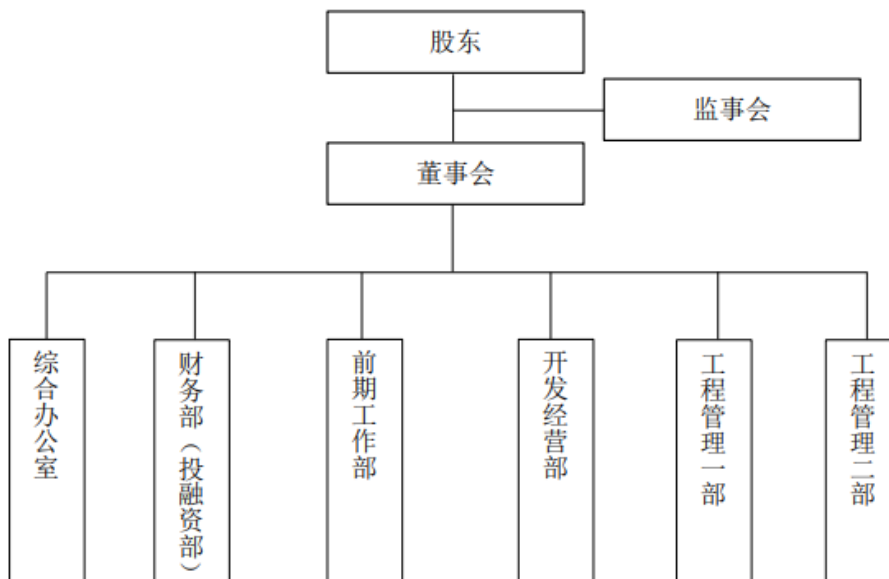 股东
监事会
董事会
综合办公室
财务部（投融资部）
前期工作部
开发经营部
工程管理一部
工程管理二部